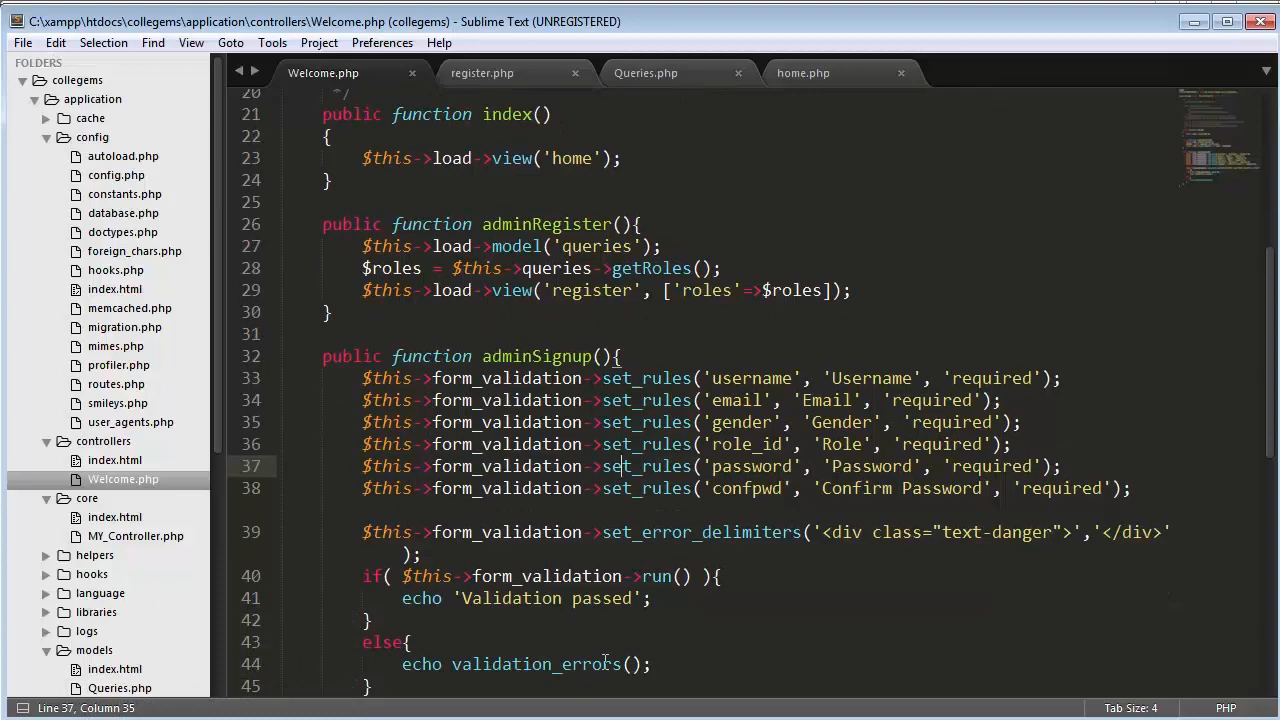 C:\xampp\htdocs\collegems\application\controllers\Welcome.php (collegems) - Sublime Text (UNREGISTERED)
File Edit Selection Find View Goto Tools Project Preferences Help
FOLDERS
collegems
application
cache
config
autoload.php
config.php
constants.php
database.php
doctypes.php
foreign_chars.php
hooks.php
index.html
memcached.php
migration.php
mimes.php
profiler.php
routes.php
smileys.php
user_agents.php
controllers
index.html
Welcome.php
core
index.html
MY_Controller.php
helpers
hooks
language
libraries
logs
models
index.html
Queries.php
Welcome.php × register.php × Queries.php × home.php ×
20 */
21 public function index()
22 {
23 $this->load->view('home');
24 }
25
26 public function adminRegister(){
27 $this->load->model('queries');
28 $roles = $this->queries->getRoles();
29 $this->load->view('register', ['roles'=>$roles]);
30 }
31
32 public function adminSignup(){
33 $this->form_validation->set_rules('username', 'Username', 'required');
34 $this->form_validation->set_rules('email', 'Email', 'required');
35 $this->form_validation->set_rules('gender', 'Gender', 'required');
36 $this->form_validation->set_rules('role_id', 'Role', 'required');
37 $this->form_validation->set_rules('password', 'Password', 'required');
38 $this->form_validation->set_rules('confpwd', 'Confirm Password', 'required');
39 $this->form_validation->set_error_delimiters('<div class="text-danger">','</div>'
);
40 if( $this->form_validation->run() ){
41 echo 'Validation passed';
42 }
43 else{
44 echo validation_errors();
45 }
Line 37, Column 35
Tab Size: 4
PHP